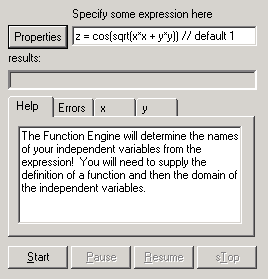 Specify some expression here
Properties z = cos(sqrt(x*x + y*y)) // default 1
results:
Help Errors x y
The Function Engine will determine the names
of your independent variables from the
expression! You will need to supply the
definition of a function and then the domain of
the independent variables.
Start Pause Resume sTop